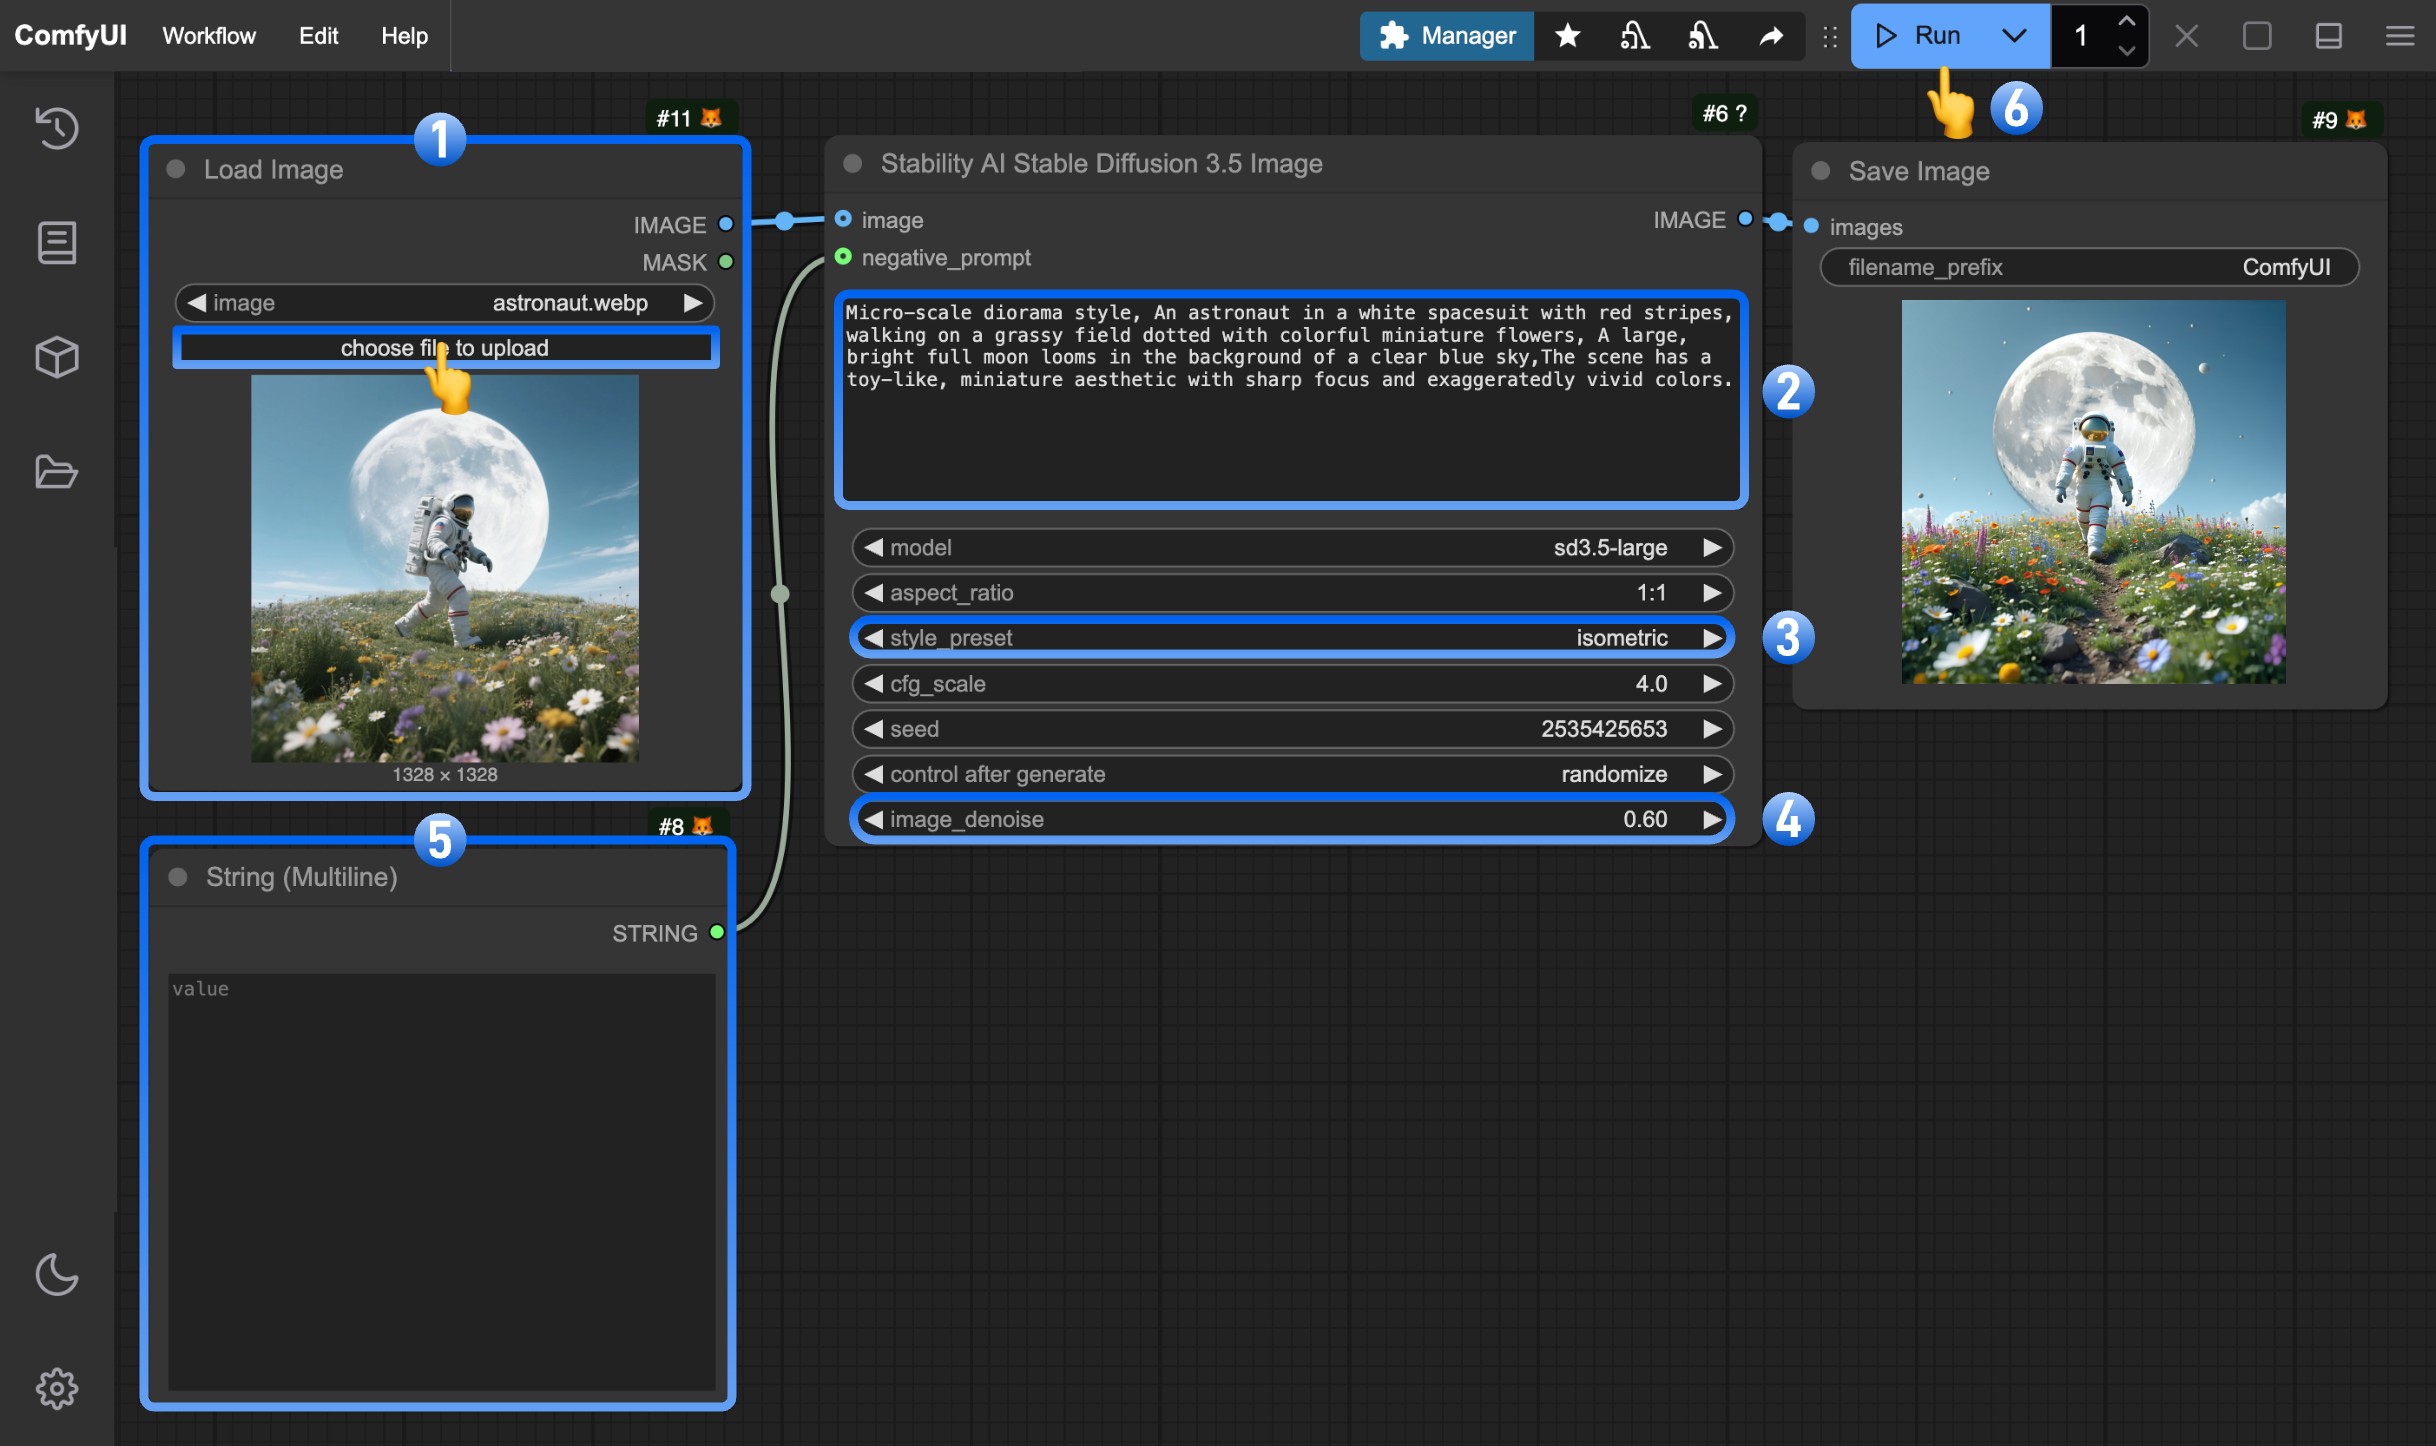 ComfyUI Workflow Edit Help
Manager
Run
1
6
#11
1
Load Image
IMAGE
MASK
image astronaut.webp
choose file to upload
1328 × 1328
#8
5
String (Multiline)
STRING
value
#6 ?
Stability AI Stable Diffusion 3.5 Image
image IMAGE
negative_prompt
Micro-scale diorama style, An astronaut in a white spacesuit with red stripes,
walking on a grassy field dotted with colorful miniature flowers, A large,
bright full moon looms in the background of a clear blue sky,The scene has a
toy-like, miniature aesthetic with sharp focus and exaggeratedly vivid colors.
2
model sd3.5-large
aspect_ratio 1:1
style_preset isometric
3
cfg_scale 4.0
seed 2535425653
control after generate randomize
image_denoise 0.60
4
#9
Save Image
images
filename_prefix ComfyUI